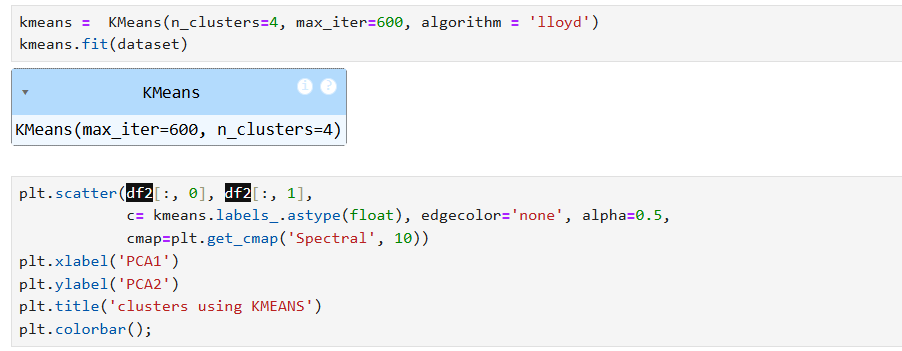 kmeans =  KMeans(n_clusters=4, max_iter=600, algorithm = 'lloyd')
kmeans.fit(dataset)
▾ KMeans i ?
KMeans(max_iter=600, n_clusters=4)
plt.scatter(df2[:, 0], df2[:, 1],
            c= kmeans.labels_.astype(float), edgecolor='none', alpha=0.5,
            cmap=plt.get_cmap('Spectral', 10))
plt.xlabel('PCA1')
plt.ylabel('PCA2')
plt.title('clusters using KMEANS')
plt.colorbar();